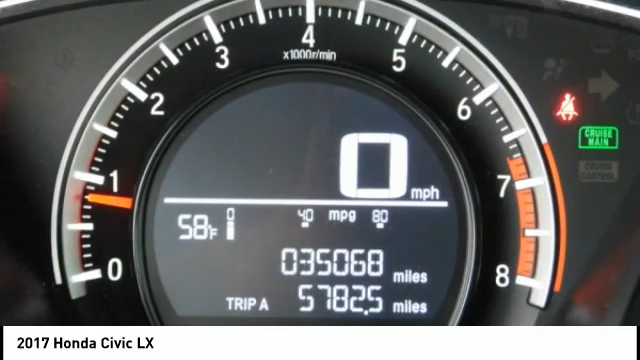 4
x1000r/min
3
5
2
6
CRUISE
MAIN
CRUISE
CONTROL
0
mph
1
7
58°F
0
40 mpg 80
035068 miles
0
8
TRIP A 5782.5 miles
2017 Honda Civic LX